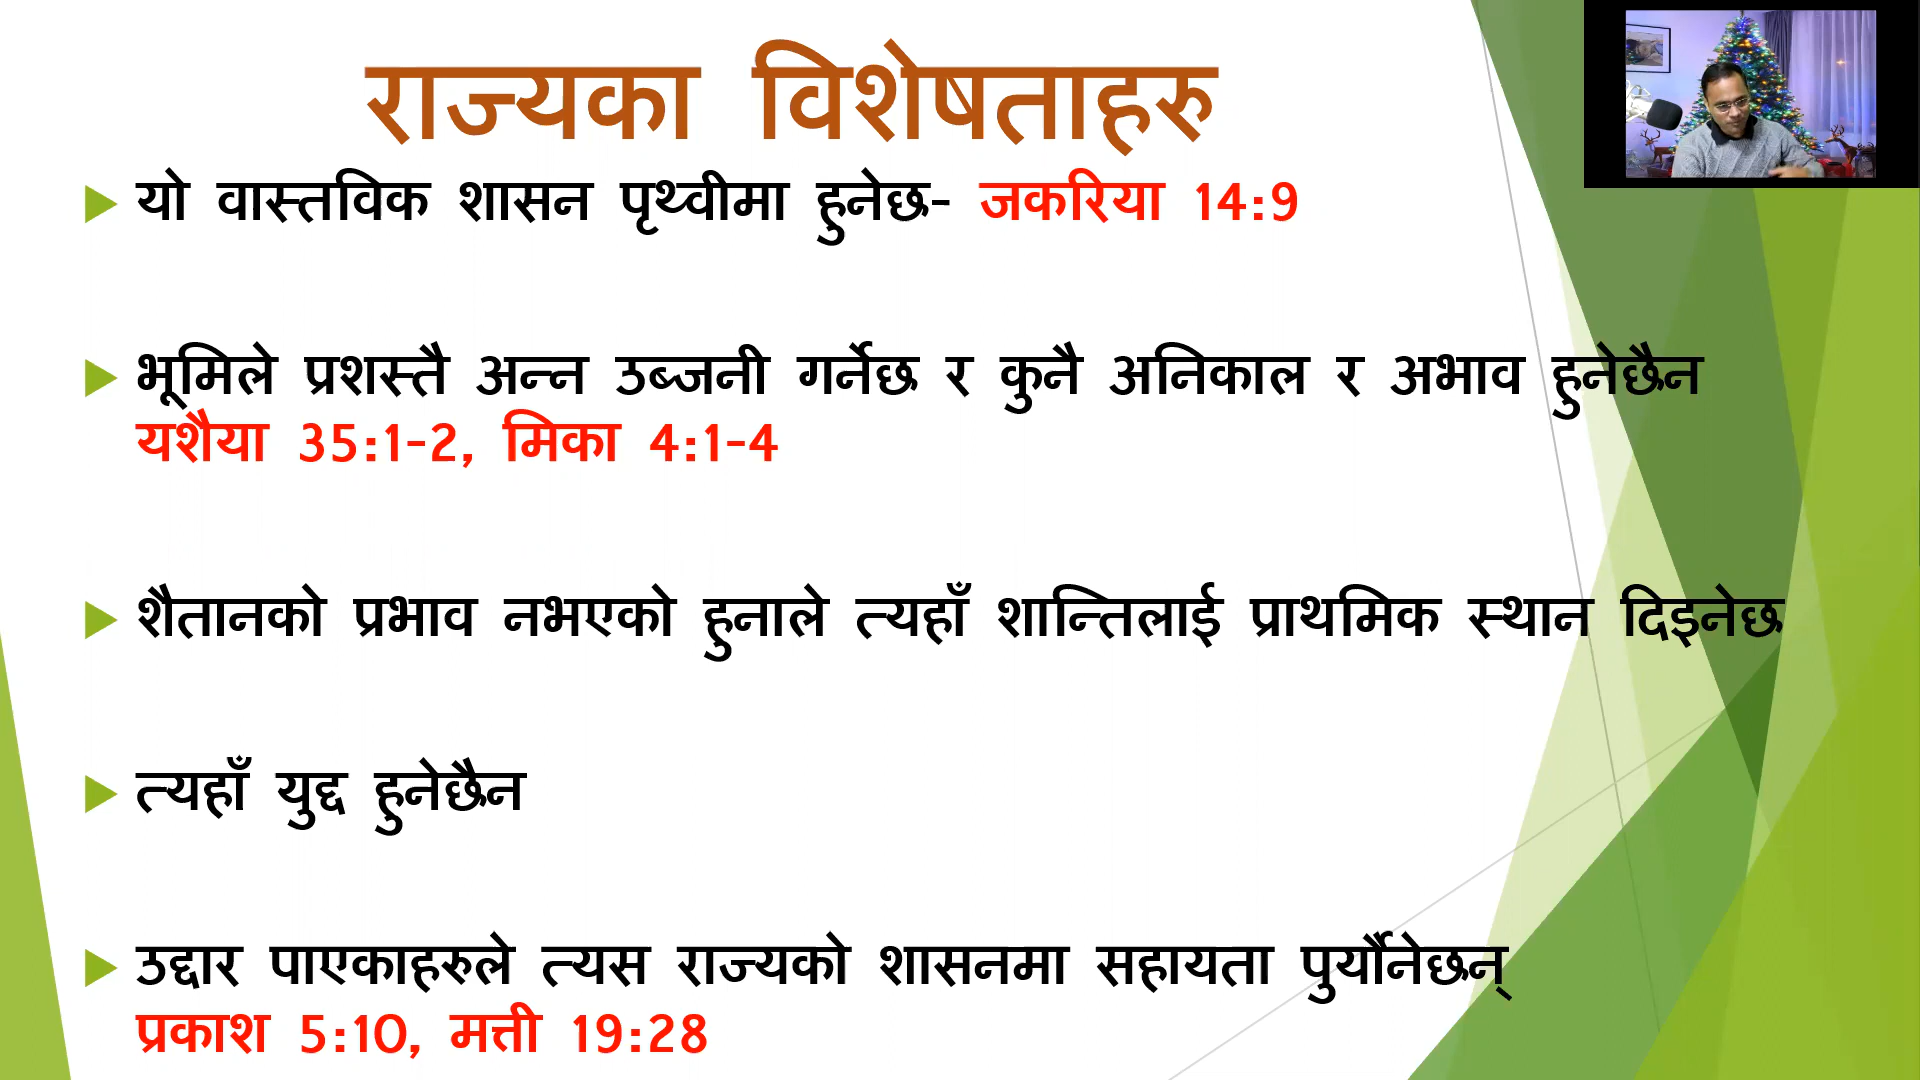 राज्यका विशेषताहरु
यो वास्तविक शासन पृथ्वीमा हुनेछ- जकरिया 14:9
भूमिले प्रशस्तै अन्न उब्जनी गर्नेछ र कुनै अनिकाल र अभाव हुनेछैन
यशैया 35:1-2, मिका 4:1-4
शैतानको प्रभाव नभएको हुनाले त्यहाँ शान्तिलाई प्राथमिक स्थान दिइनेछ
त्यहाँ युद्द हुनेछैन
उद्दार पाएकाहरुले त्यस राज्यको शासनमा सहायता पुर्यौनेछन्
प्रकाश 5:10, मत्ती 19:28